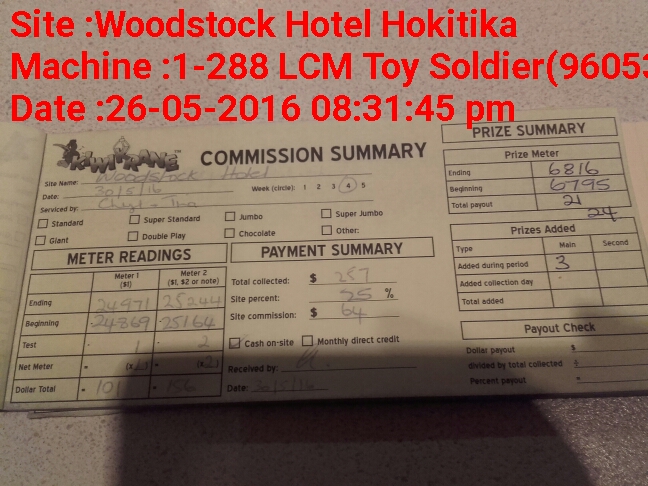 Site :Woodstock Hotel Hokitika
Machine :1-288 LCM Toy Soldier(96053
Date :26-05-2016 08:31:45 pm
KIWIKRANE™
COMMISSION SUMMARY
Site Name: Woodstock Hotel
Date: 30/5/16 Week (circle): 1 2 3 4 5
Serviced by:
Standard Super Standard Jumbo Super Jumbo
Giant Double Play Chocolate Other:
METER READINGS
Meter 1 ($1) Meter 2 ($1, $2 or note)
Ending 24971 25244
Beginning 24869 25164
Test 1 2
Net Meter (x1) (x2)
Dollar Total = 101 = 156
PAYMENT SUMMARY
Total collected: $ 257
Site percent: 25 %
Site commission: $ 64
Cash on-site Monthly direct credit
Received by:
Date: 30/5/16
PRIZE SUMMARY
Prize Meter
Ending 6816
Beginning 6795
Total payout 21
24
Prizes Added
Type Main Second
Added during period 3
Added collection day
Total added
Payout Check
Dollar payout $
divided by total collected ÷
Percent payout =